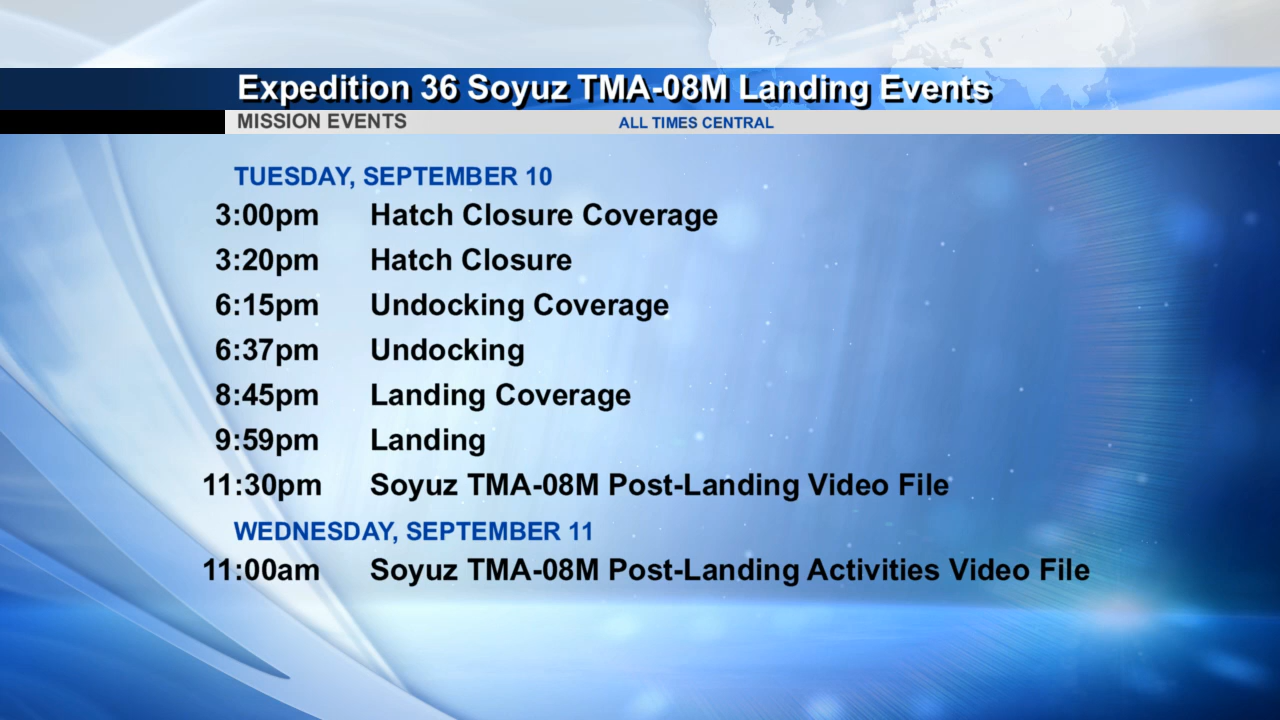 Expedition 36 Soyuz TMA-08M Landing Events
MISSION EVENTS ALL TIMES CENTRAL
TUESDAY, SEPTEMBER 10
3:00pm Hatch Closure Coverage
3:20pm Hatch Closure
6:15pm Undocking Coverage
6:37pm Undocking
8:45pm Landing Coverage
9:59pm Landing
11:30pm Soyuz TMA-08M Post-Landing Video File
WEDNESDAY, SEPTEMBER 11
11:00am Soyuz TMA-08M Post-Landing Activities Video File